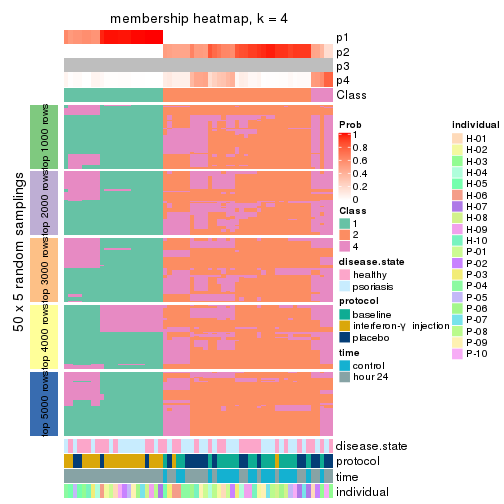 membership heatmap, k = 4
p1
p2
p3
p4
Class
50 x 5 random samplings
top 1000 rows
top 2000 rows
top 3000 rows
top 4000 rows
top 5000 rows
disease.state
protocol
time
individual
Prob
1
0.8
0.6
0.4
0.2
0
Class
1
2
4
disease.state
healthy
psoriasis
protocol
baseline
interferon-γ injection
placebo
time
control
hour 24
individual
H-01
H-02
H-03
H-04
H-05
H-06
H-07
H-08
H-09
H-10
P-01
P-02
P-03
P-04
P-05
P-06
P-07
P-08
P-09
P-10